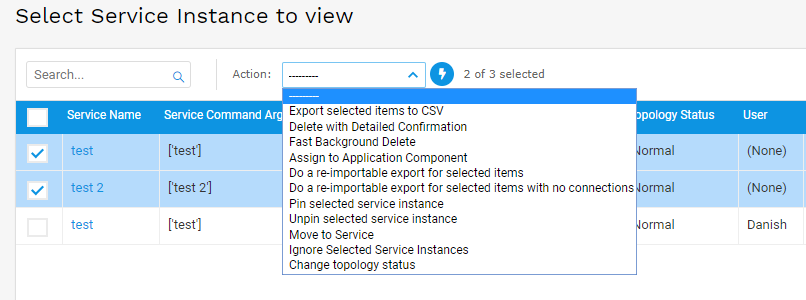 Select Service Instance to view
Search...
Action:
---------
2 of 3 selected
---------
Export selected items to CSV
Delete with Detailed Confirmation
Fast Background Delete
Assign to Application Component
Do a re-importable export for selected items
Do a re-importable export for selected items with no connections
Pin selected service instance
Unpin selected service instance
Move to Service
Ignore Selected Service Instances
Change topology status
Service Name Service Command Arg opology Status User
test ['test'] Normal (None)
test 2 ['test 2'] Normal (None)
test ['test'] Normal Danish